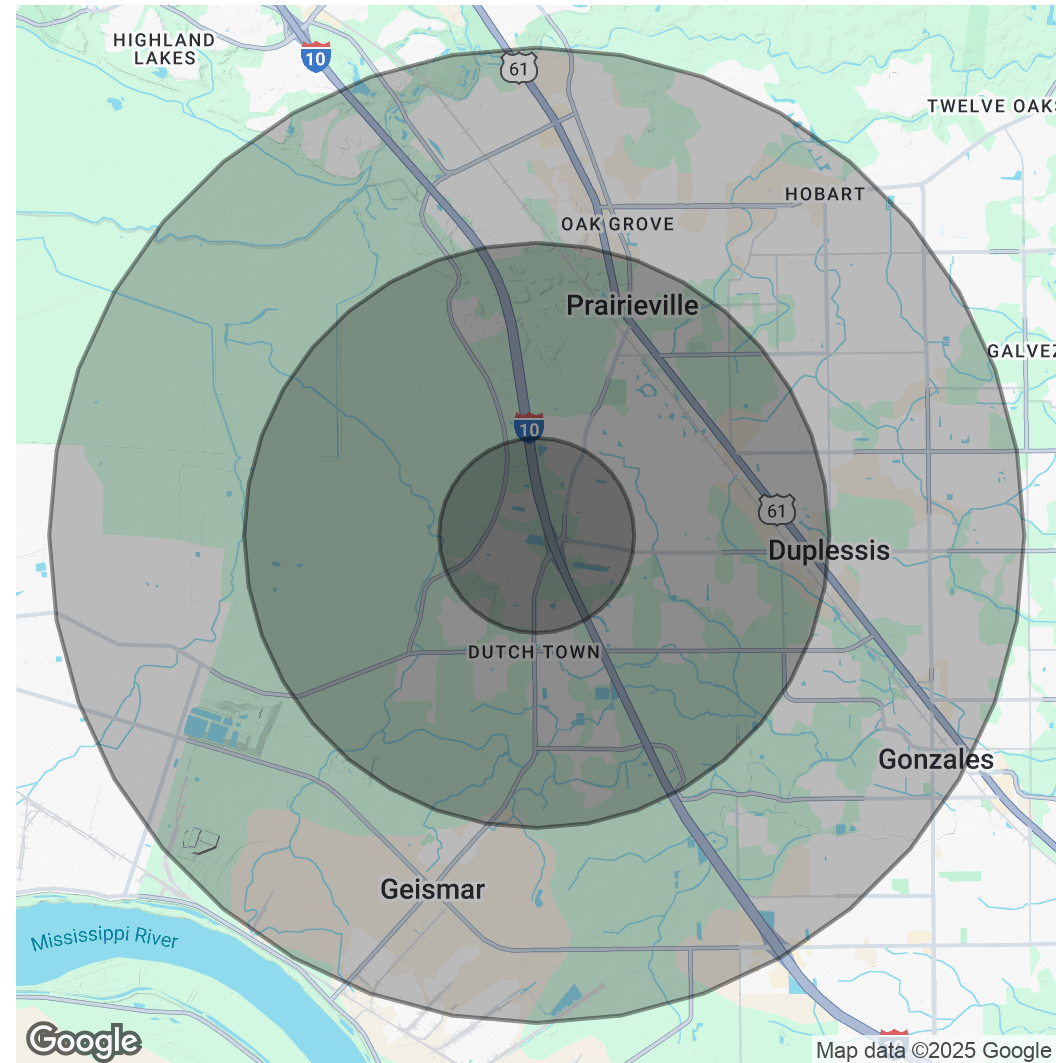 HIGHLAND
LAKES
10
61
TWELVE OAKS
HOBART
OAK GROVE
Prairieville
GALVEZ
10
61
Duplessis
DUTCH TOWN
Gonzales
Geismar
Mississippi River
Google
Map data ©2025 Google